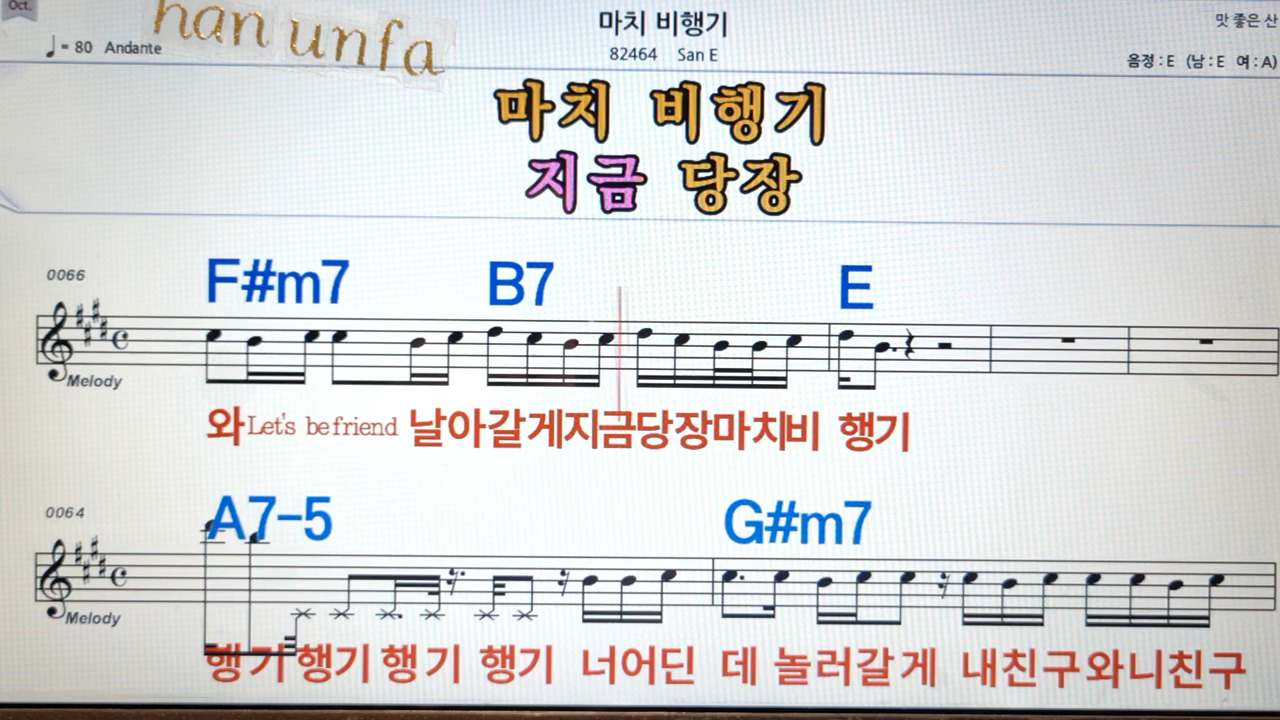 Oct.
han unfa
마치 비행기
맛 좋은 산
♩= 80 Andante
82464 San E
음정 : E (남 : E 여 : A)
마치 비행기
지금 당장
0066
F#m7 B7 E
Melody
와 Let's be friend 날아갈게지금당장마치비 행기
0064
A7-5 G#m7
Melody
행기 행기 행기 행기 너어딘 데 놀러갈게 내친구와니친구